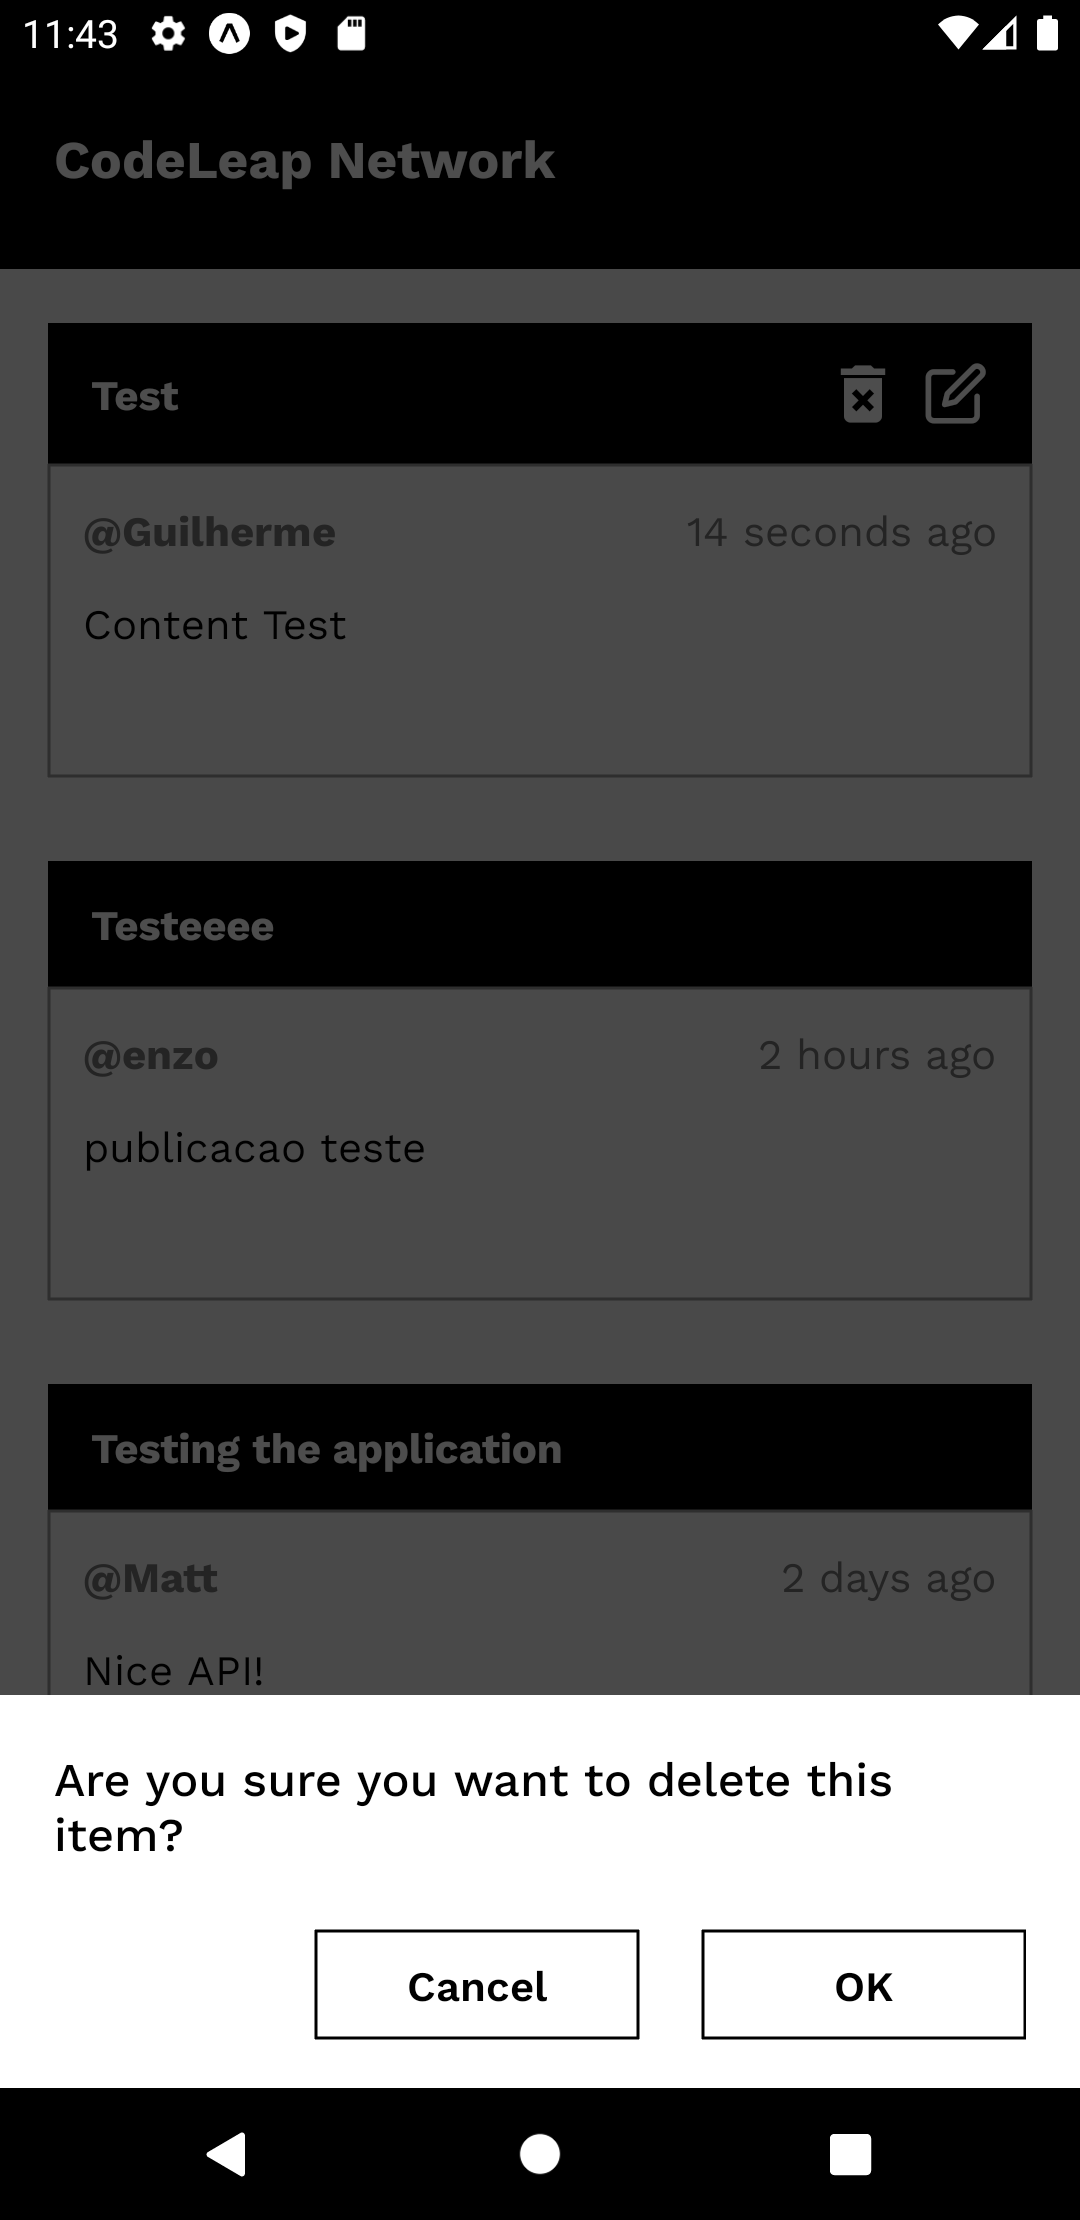 11:43
CodeLeap Network
Test
@Guilherme 14 seconds ago
Content Test
Testeeee
@enzo 2 hours ago
publicacao teste
Testing the application
@Matt 2 days ago
Nice API!
Are you sure you want to delete this
item?
Cancel OK